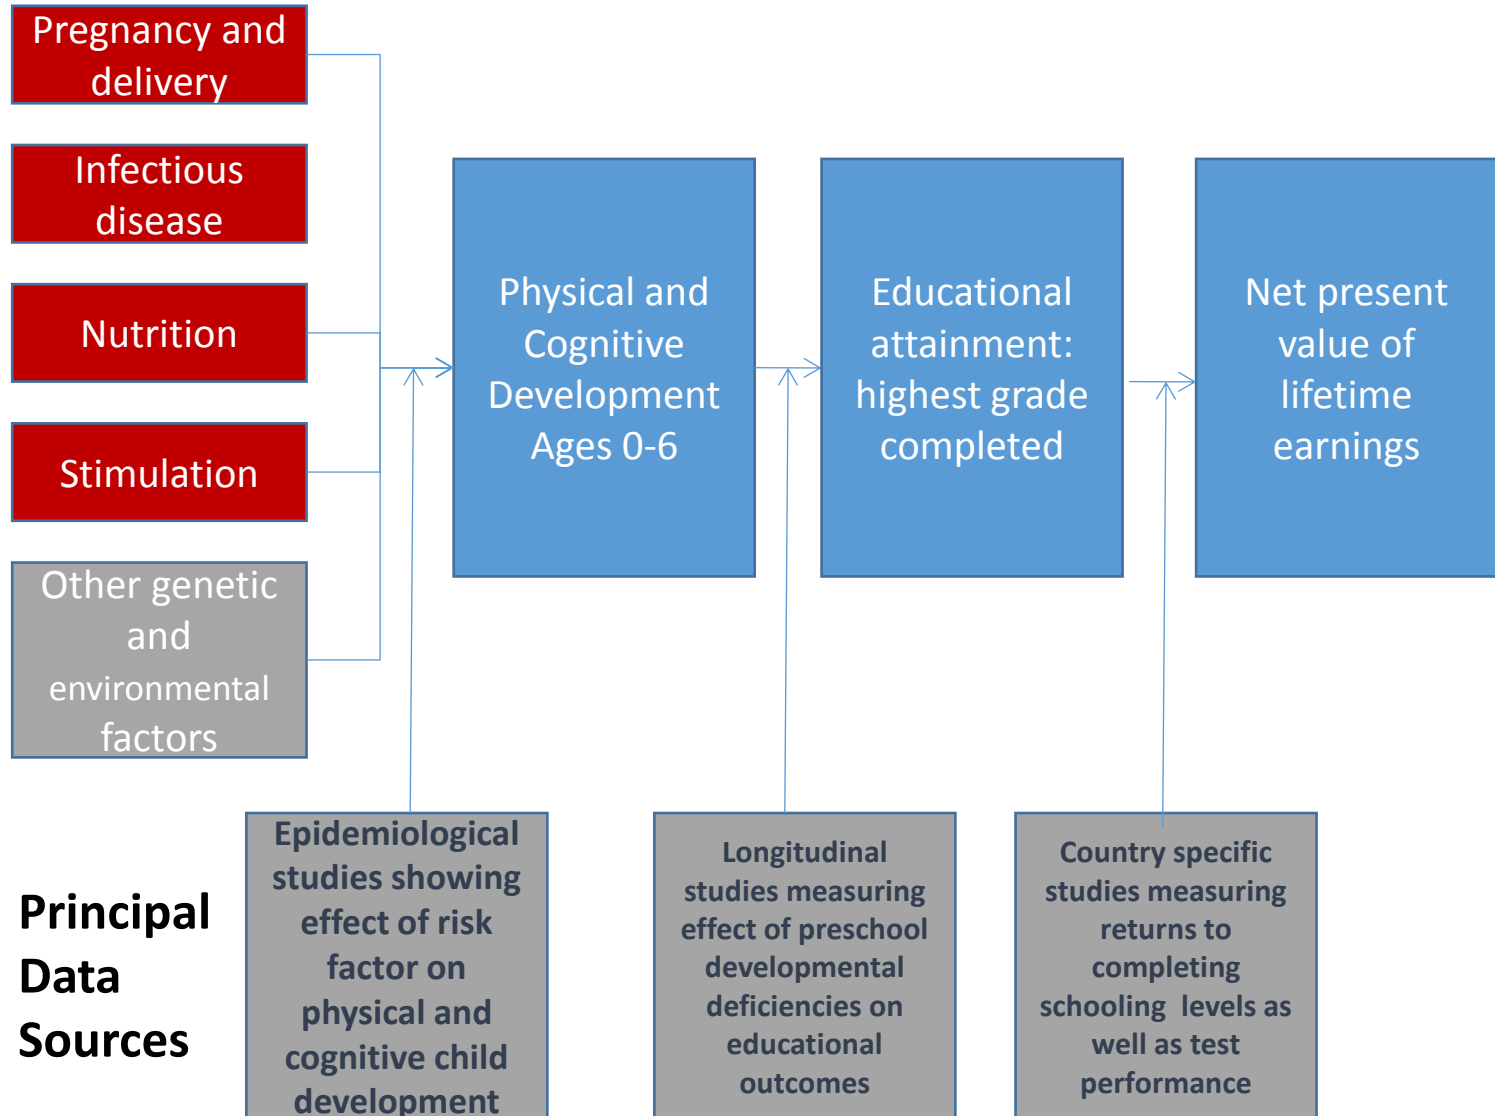 Pregnancy and
delivery
Infectious
disease
Nutrition
Stimulation
Other genetic
and
environmental
factors
Physical and
Cognitive
Development
Ages 0-6
Educational
attainment:
highest grade
completed
Net present
value of
lifetime
earnings
Principal
Data
Sources
Epidemiological
studies showing
effect of risk
factor on
physical and
cognitive child
development
Longitudinal
studies measuring
effect of preschool
developmental
deficiencies on
educational
outcomes
Country specific
studies measuring
returns to
completing
schooling levels as
well as test
performance